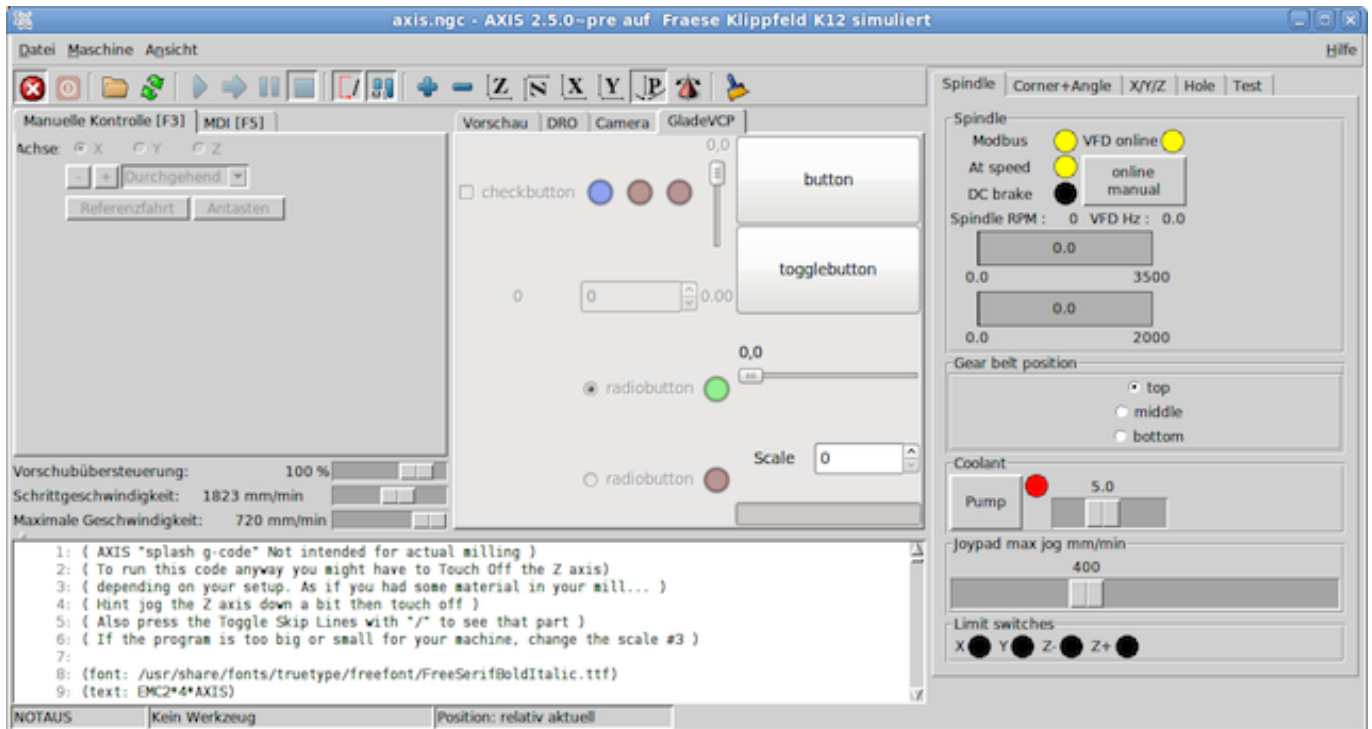 axis.ngc - AXIS 2.5.0~pre auf Fraese Klippfeld K12 simuliert
Datei Maschine Ansicht Hilfe
Z N X Y P
Manuelle Kontrolle [F3] MDI [F5]
Achse: X Y Z
- + Durchgehend
Referenzfahrt Antasten
Vorschubübersteuerung: 100 %
Schrittgeschwindigkeit: 1823 mm/min
Maximale Geschwindigkeit: 720 mm/min
Vorschau DRO Camera GladeVCP
0,0
checkbutton
button
togglebutton
0 0 0.00
0,0
radiobutton
Scale 0
radiobutton
Spindle Corner+Angle X/Y/Z Hole Test
Spindle
Modbus VFD online
At speed
online
manual
DC brake
Spindle RPM : 0 VFD Hz : 0.0
0.0
0.0 3500
0.0
0.0 2000
Gear belt position
top
middle
bottom
Coolant
Pump 5.0
Joypad max jog mm/min
400
Limit switches
X Y Z- Z+
1: ( AXIS "splash g-code" Not intended for actual milling )
2: ( To run this code anyway you might have to Touch Off the Z axis)
3: ( depending on your setup. As if you had some material in your mill... )
4: ( Hint jog the Z axis down a bit then touch off )
5: ( Also press the Toggle Skip Lines with "/" to see that part )
6: ( If the program is too big or small for your machine, change the scale #3 )
7:
8: (font: /usr/share/fonts/truetype/freefont/FreeSerifBoldItalic.ttf)
9: (text: EMC2*4*AXIS)
NOTAUS Kein Werkzeug Position: relativ aktuell